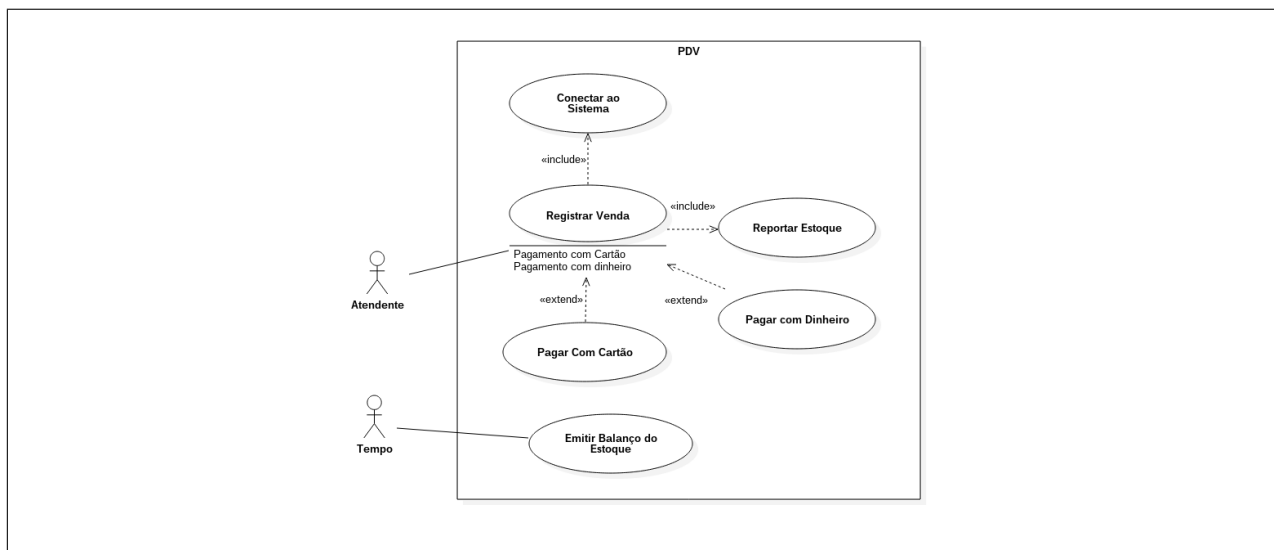 PDV
Conectar ao
Sistema
«include»
Registrar Venda
«include»
Reportar Estoque
Pagamento com Cartão
Pagamento com dinheiro
Atendente
«extend»
«extend»
Pagar com Dinheiro
Pagar Com Cartão
Tempo
Emitir Balanço do
Estoque